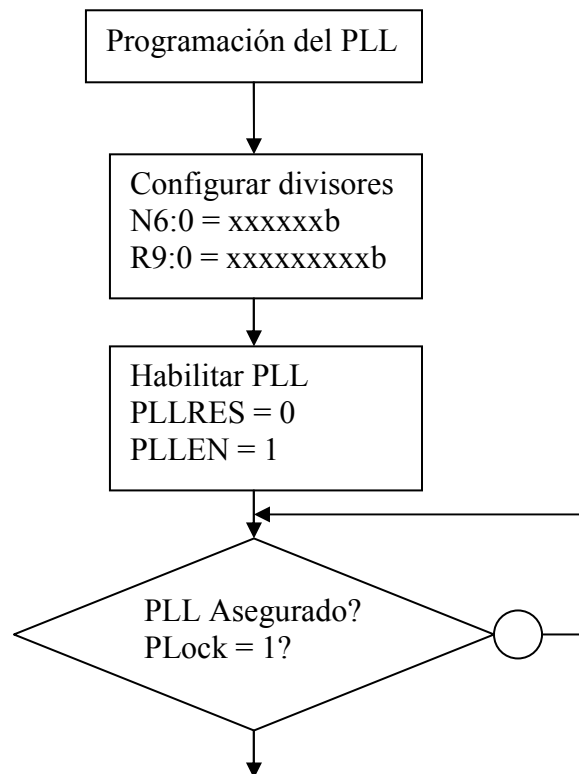 Programación del PLL
Configurar divisores
N6:0 = xxxxxxb
R9:0 = xxxxxxxxxb
Habilitar PLL
PLLRES = 0
PLLEN = 1
PLL Asegurado?
PLock = 1?